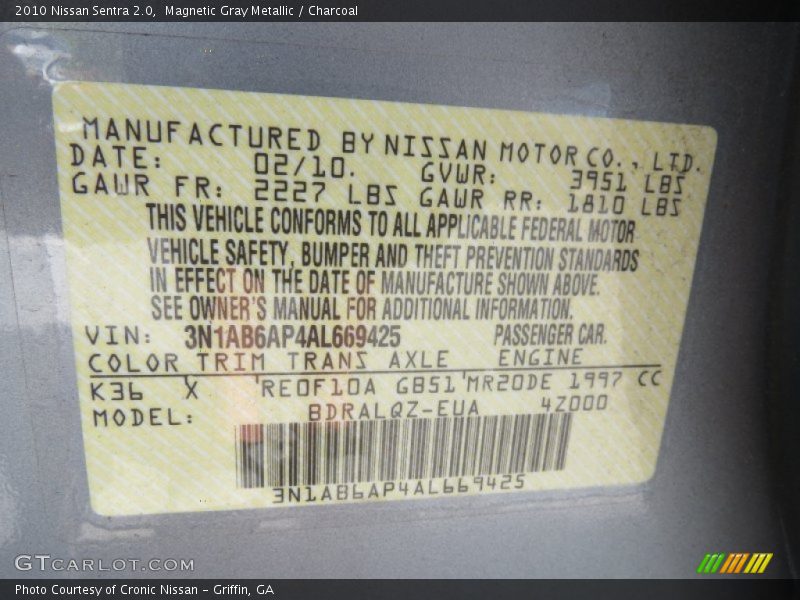 2010 Nissan Sentra 2.0, Magnetic Gray Metallic / Charcoal
MANUFACTURED BY NISSAN MOTOR CO., LTD.
DATE: 02/10. GVWR: 3951 LBS
GAWR FR: 2227 LBS GAWR RR: 1810 LBS
THIS VEHICLE CONFORMS TO ALL APPLICABLE FEDERAL MOTOR
VEHICLE SAFETY, BUMPER AND THEFT PREVENTION STANDARDS
IN EFFECT ON THE DATE OF MANUFACTURE SHOWN ABOVE.
SEE OWNER'S MANUAL FOR ADDITIONAL INFORMATION.
VIN: 3N1AB6AP4AL669425 PASSENGER CAR.
COLOR TRIM TRANS AXLE ENGINE
K36 X 'RE0F10A GB51'MR20DE 1997 CC
MODEL: BDRALQZ-EUA 4Z000
3N1AB6AP4AL669425
GTCARLOT.COM
Photo Courtesy of Cronic Nissan - Griffin, GA